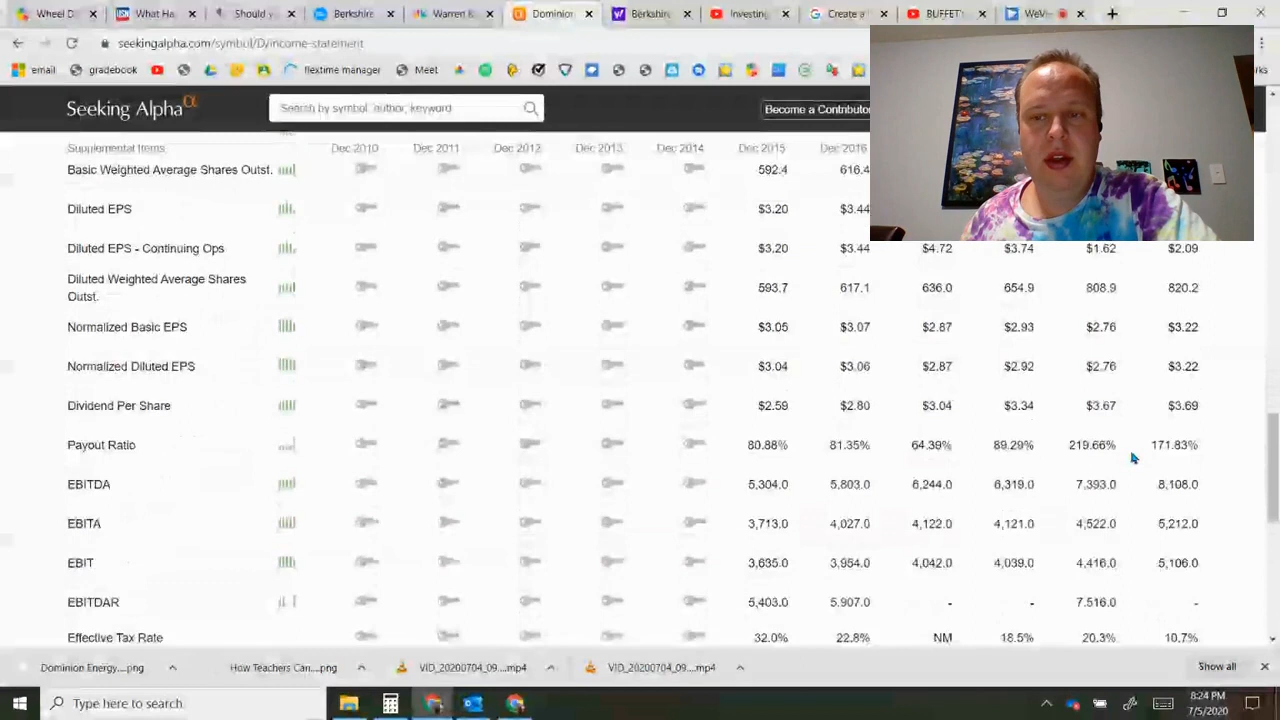 Dominion
Berkshire
BUFFET
seekingalpha.com/symbol/D/income-statement
email gradebook flextime manager Meet
Seeking Alpha α Search by symbol, author, keyword Become a Contributor
Supplemental Items Dec 2010 Dec 2011 Dec 2012 Dec 2013 Dec 2014 Dec 2015 Dec 2016
Basic Weighted Average Shares Outst. 592.4 616.4
Diluted EPS $3.20 $3.44
Diluted EPS - Continuing Ops $3.20 $3.44 $4.72 $3.74 $1.62 $2.09
Diluted Weighted Average Shares
Outst. 593.7 617.1 636.0 654.9 808.9 820.2
Normalized Basic EPS $3.05 $3.07 $2.87 $2.93 $2.76 $3.22
Normalized Diluted EPS $3.04 $3.06 $2.87 $2.92 $2.76 $3.22
Dividend Per Share $2.59 $2.80 $3.04 $3.34 $3.67 $3.69
Payout Ratio 80.88% 81.35% 64.39% 89.29% 219.66% 171.83%
EBITDA 5,304.0 5,803.0 6,244.0 6,319.0 7,393.0 8,108.0
EBITA 3,713.0 4,027.0 4,122.0 4,121.0 4,522.0 5,212.0
EBIT 3,635.0 3,954.0 4,042.0 4,039.0 4,416.0 5,106.0
EBITDAR 5,403.0 5,907.0 - - 7,516.0 -
Effective Tax Rate 32.0% 22.8% NM 18.5% 20.3% 10.7%
Dominion Energy....png How Teachers Can....png VID_20200704_09....mp4 VID_20200704_09....mp4 Show all
Type here to search
8:24 PM
7/5/2020